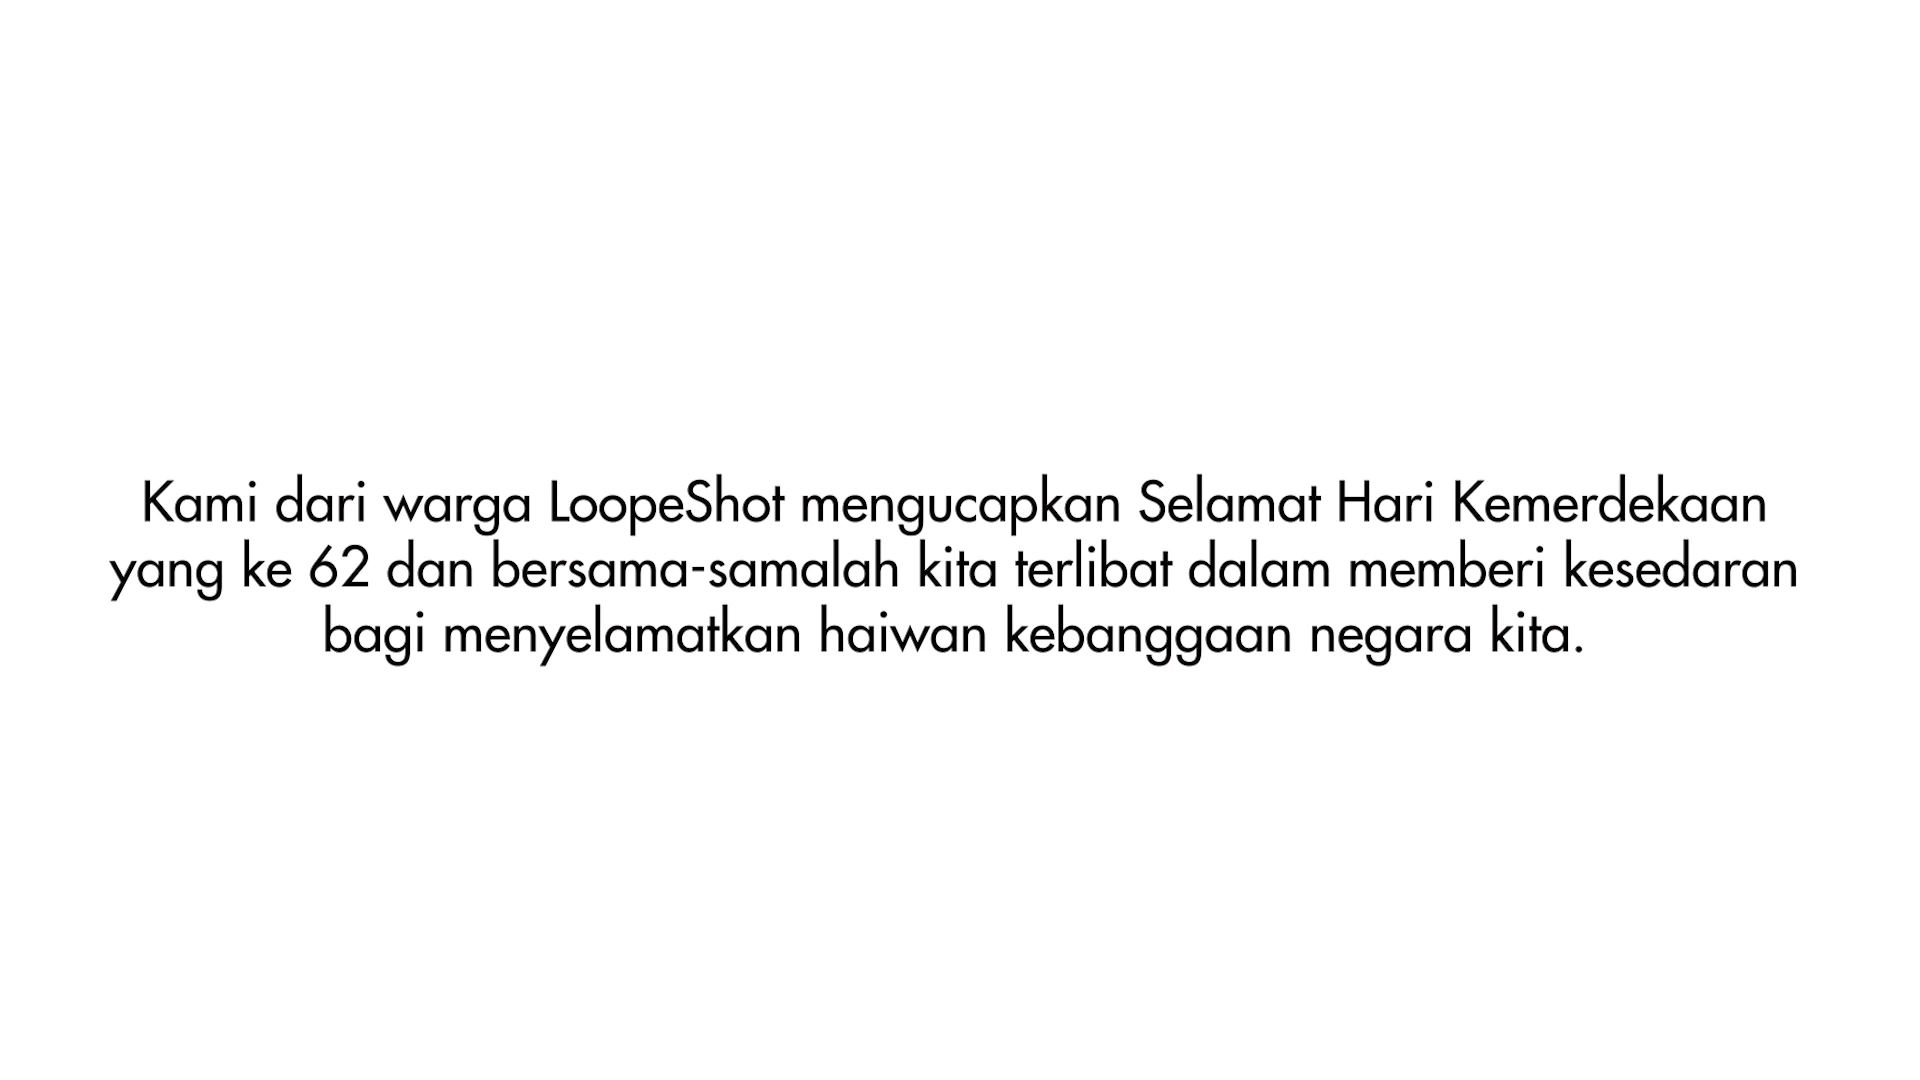 Kami dari warga LoopeShot mengucapkan Selamat Hari Kemerdekaan
yang ke 62 dan bersama-samalah kita terlibat dalam memberi kesedaran
bagi menyelamatkan haiwan kebanggaan negara kita.